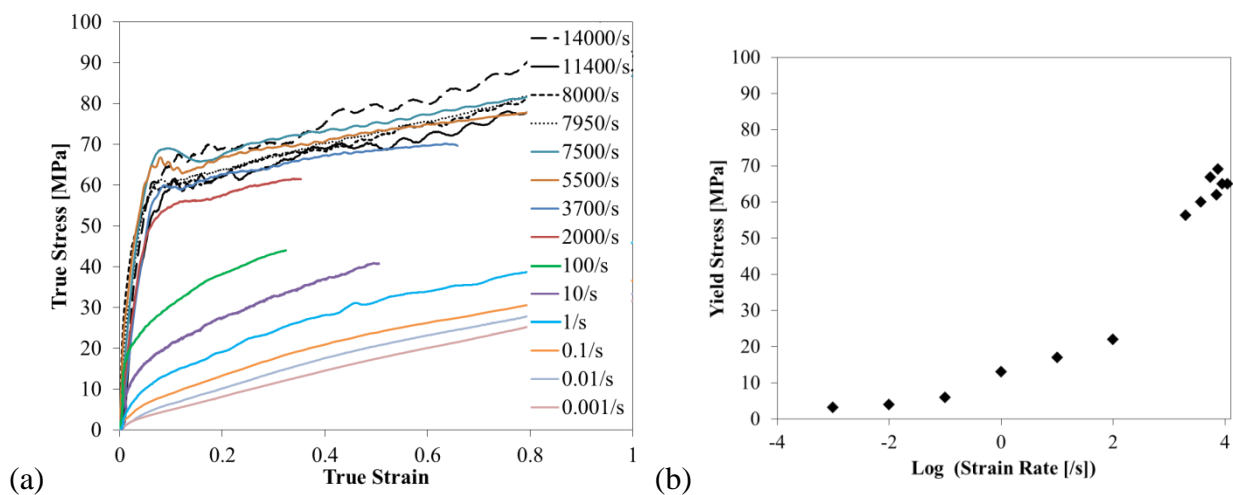 100
90
80
70
60
50
40
30
20
10
0
True Stress [MPa]
0
0.2
0.4
0.6
0.8
1
True Strain
14000/s
11400/s
8000/s
7950/s
7500/s
5500/s
3700/s
2000/s
100/s
10/s
1/s
0.1/s
0.01/s
0.001/s
(a)
100
90
80
70
60
50
40
30
20
10
0
Yield Stress [MPa]
-4
-2
0
2
4
Log (Strain Rate [/s])
(b)